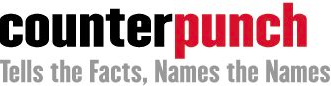 counterpunch
Tells the Facts, Names the Names